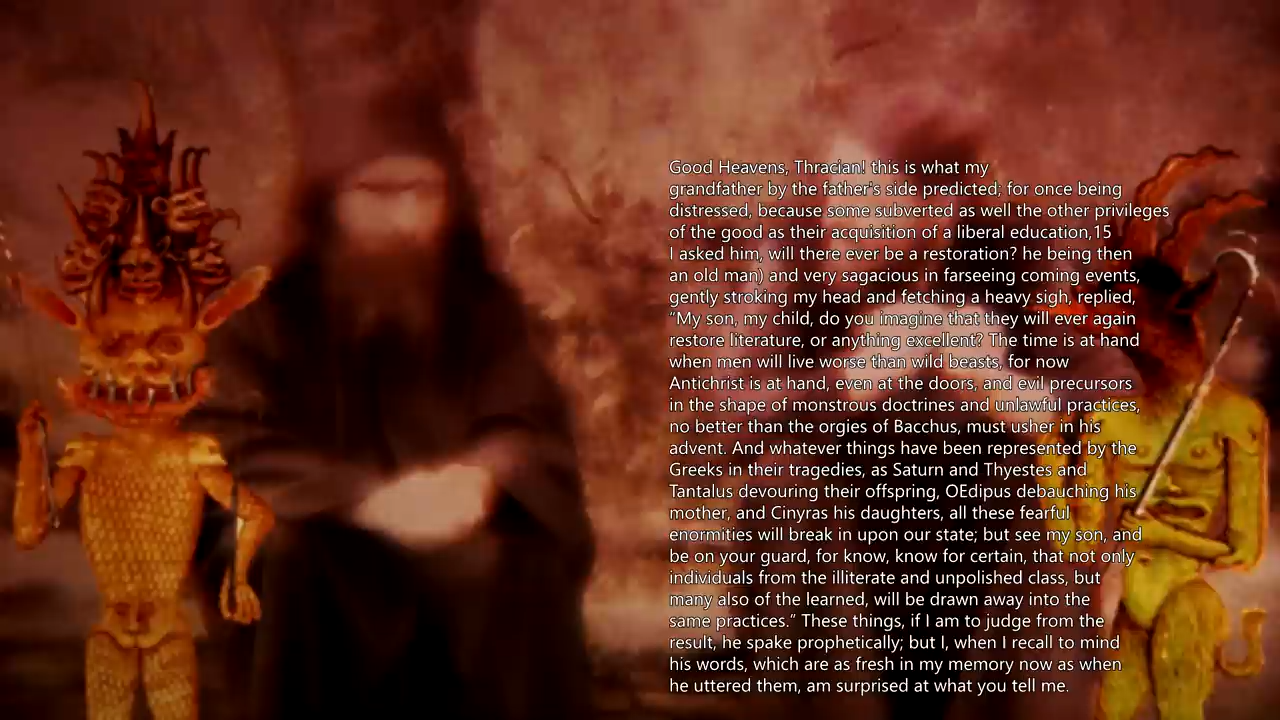 Good Heavens, Thracian! this is what my
grandfather by the father's side predicted; for once being
distressed, because some subverted as well the other privileges
of the good as their acquisition of a liberal education,15
I asked him, will there ever be a restoration? he being then
an old man) and very sagacious in farseeing coming events,
gently stroking my head and fetching a heavy sigh, replied,
“My son, my child, do you imagine that they will ever again
restore literature, or anything excellent? The time is at hand
when men will live worse than wild beasts, for now
Antichrist is at hand, even at the doors, and evil precursors
in the shape of monstrous doctrines and unlawful practices,
no better than the orgies of Bacchus, must usher in his
advent. And whatever things have been represented by the
Greeks in their tragedies, as Saturn and Thyestes and
Tantalus devouring their offspring, OEdipus debauching his
mother, and Cinyras his daughters, all these fearful
enormities will break in upon our state; but see my son, and
be on your guard, for know, know for certain, that not only
individuals from the illiterate and unpolished class, but
many also of the learned, will be drawn away into the
same practices.” These things, if I am to judge from the
result, he spake prophetically; but I, when I recall to mind
his words, which are as fresh in my memory now as when
he uttered them, am surprised at what you tell me.